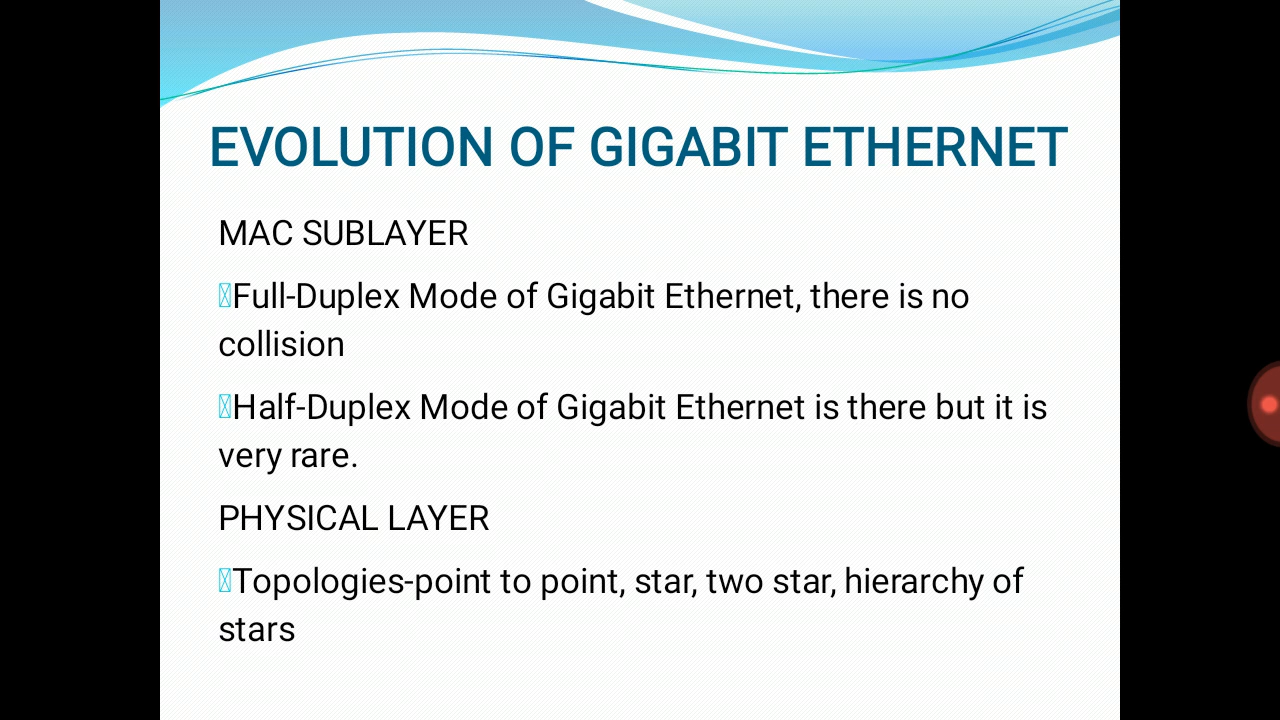 EVOLUTION OF GIGABIT ETHERNET
MAC SUBLAYER
Full-Duplex Mode of Gigabit Ethernet, there is no
collision
Half-Duplex Mode of Gigabit Ethernet is there but it is
very rare.
PHYSICAL LAYER
Topologies-point to point, star, two star, hierarchy of
stars